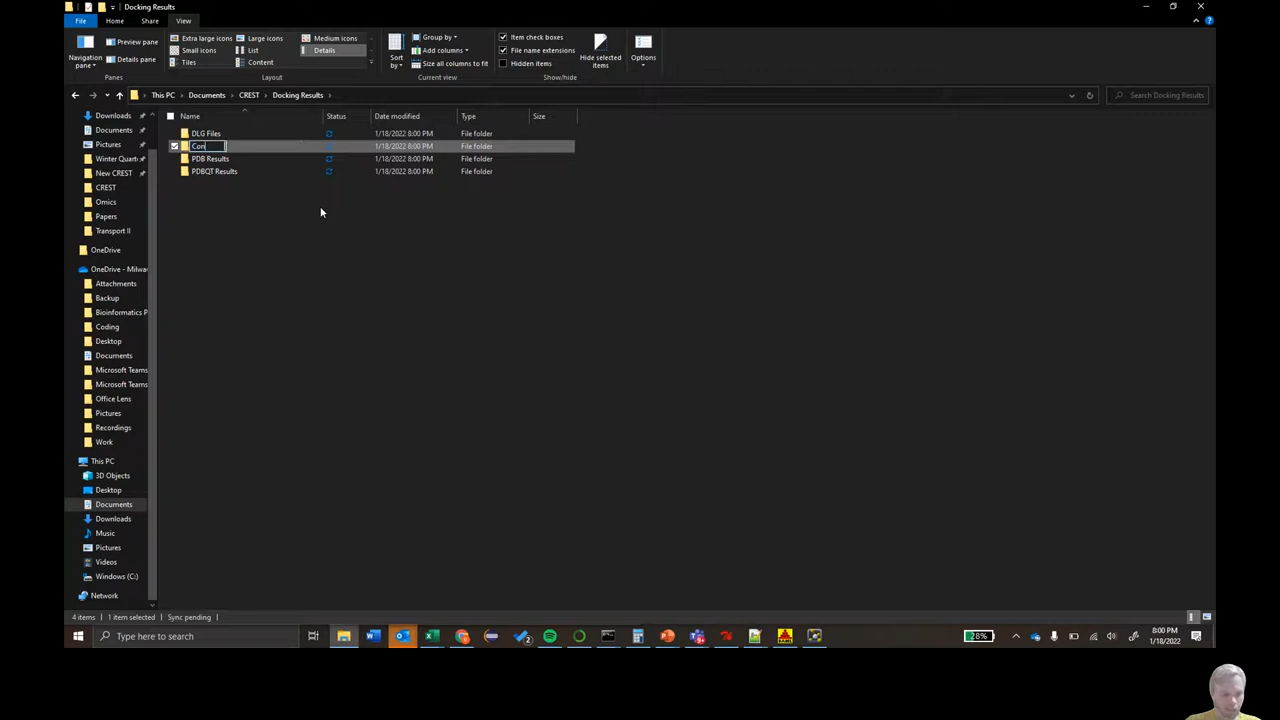 Docking Results
File Home Share View
Navigation pane
Preview pane
Details pane
Panes
Extra large icons Large icons Medium icons
Small icons List Details
Tiles Content
Layout
Sort by
Group by
Add columns
Size all columns to fit
Current view
Item check boxes
File name extensions
Hidden items
Show/hide
Hide selected items
Options
This PC > Documents > CREST > Docking Results >
Search Docking Results
Name Status Date modified Type Size
DLG Files 1/18/2022 8:00 PM File folder
Con 1/18/2022 8:00 PM File folder
PDB Results 1/18/2022 8:00 PM File folder
PDBQT Results 1/18/2022 8:00 PM File folder
Downloads
Documents
Pictures
Winter Quart
New CREST
CREST
Omics
Papers
Transport II
OneDrive
OneDrive - Milwa
Attachments
Backup
Bioinformatics P
Coding
Desktop
Documents
Microsoft Teams
Microsoft Teams
Office Lens
Pictures
Recordings
Work
This PC
3D Objects
Desktop
Documents
Downloads
Music
Pictures
Videos
Windows (C:)
Network
4 items 1 item selected Sync pending
Type here to search
28%
8:00 PM
1/18/2022